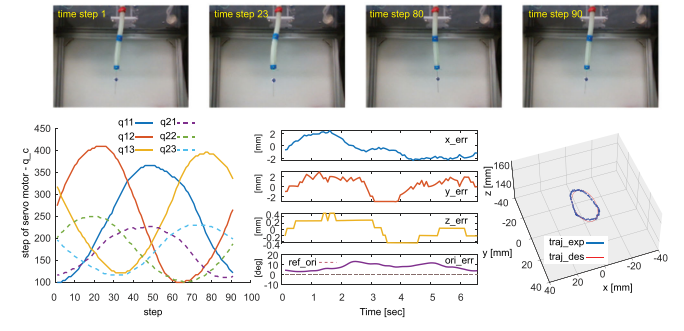 time step 1
time step 23
time step 80
time step 90
q11 q21
q12 q22
q13 q23
450
400
350
300
250
200
150
100
0 10 20 30 40 50 60 70 80 90 100
step of servo motor - q_c
step
2
0
-2
[mm]
x_err
2
0
-2
[mm]
y_err
0.4
0.2
0
-0.2
-0.4
[mm]
z_err
20
10
0
-10
[deg]
ref_ori
ori_err
0 1 2 3 4 5 6
Time [sec]
160
140
z [mm]
-40
-20
0
20
40
y [mm]
traj_exp
traj_des
40 20 0 -20 -40
x [mm]